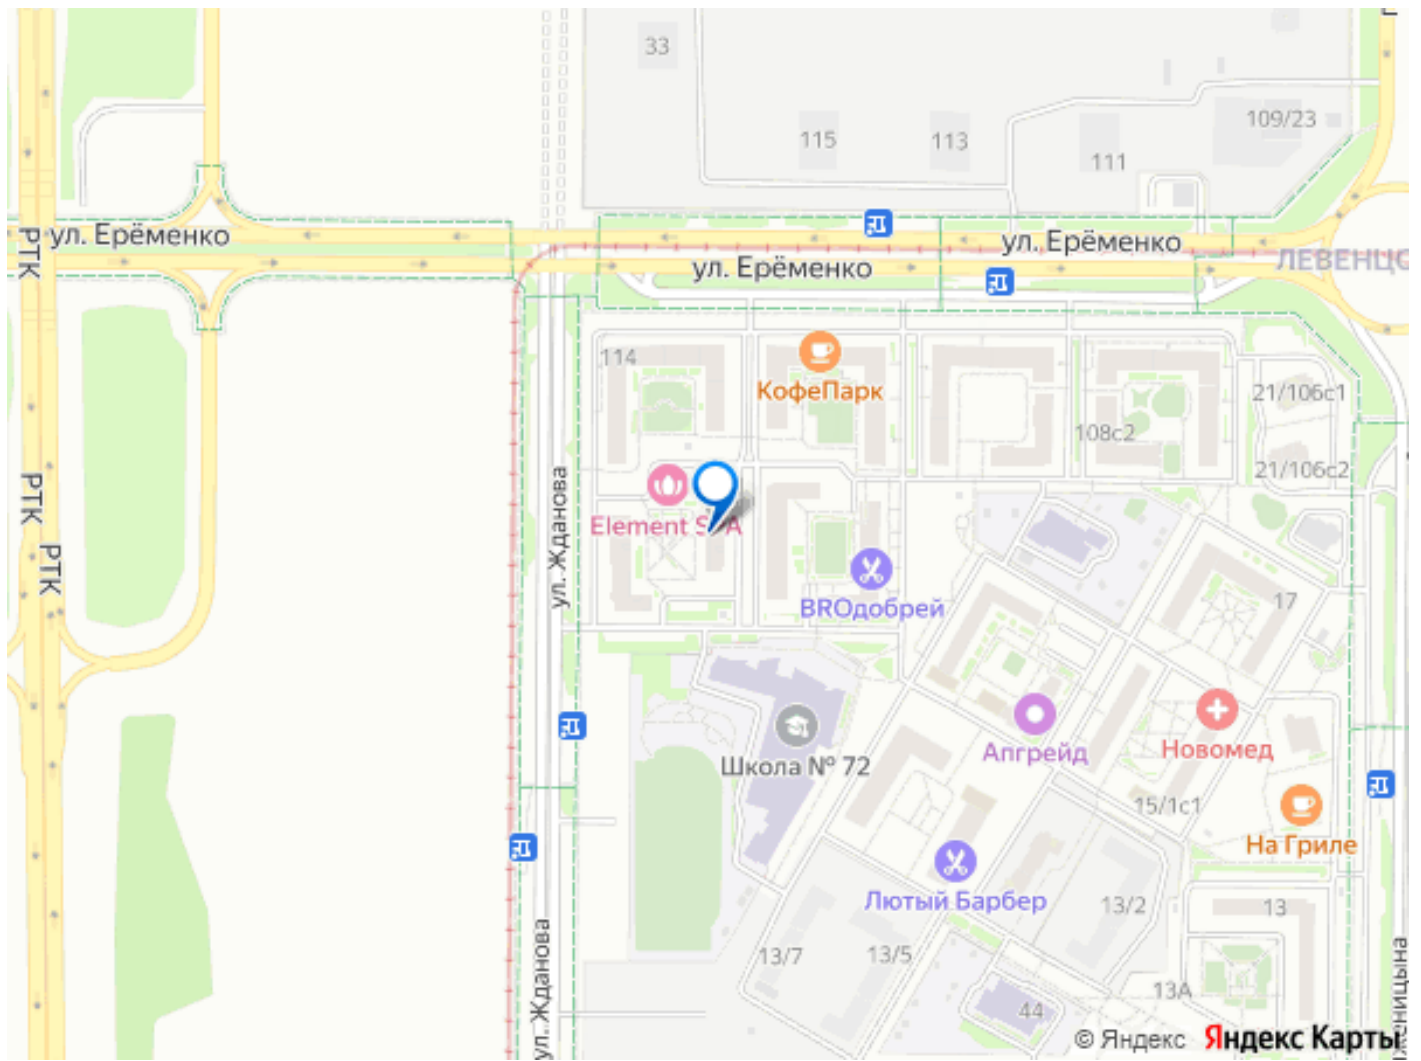 33
115
113
111
109/23
ул. Ерёменко
ул. Ерёменко
ул. Ерёменко
РТК
ЛЕВЕНЦО
114
КофеПарк
21/106с1
108с2
21/106с2
РТК
РТК
ул. Жданова
Element S A
BROдобрей
17
Школа № 72
Апгрейд
Новомед
15/1с1
На Гриле
Лютый Барбер
13/2
13
13/7
13/5
13А
44
ул. Жданова
© Яндекс Яндекс Карты